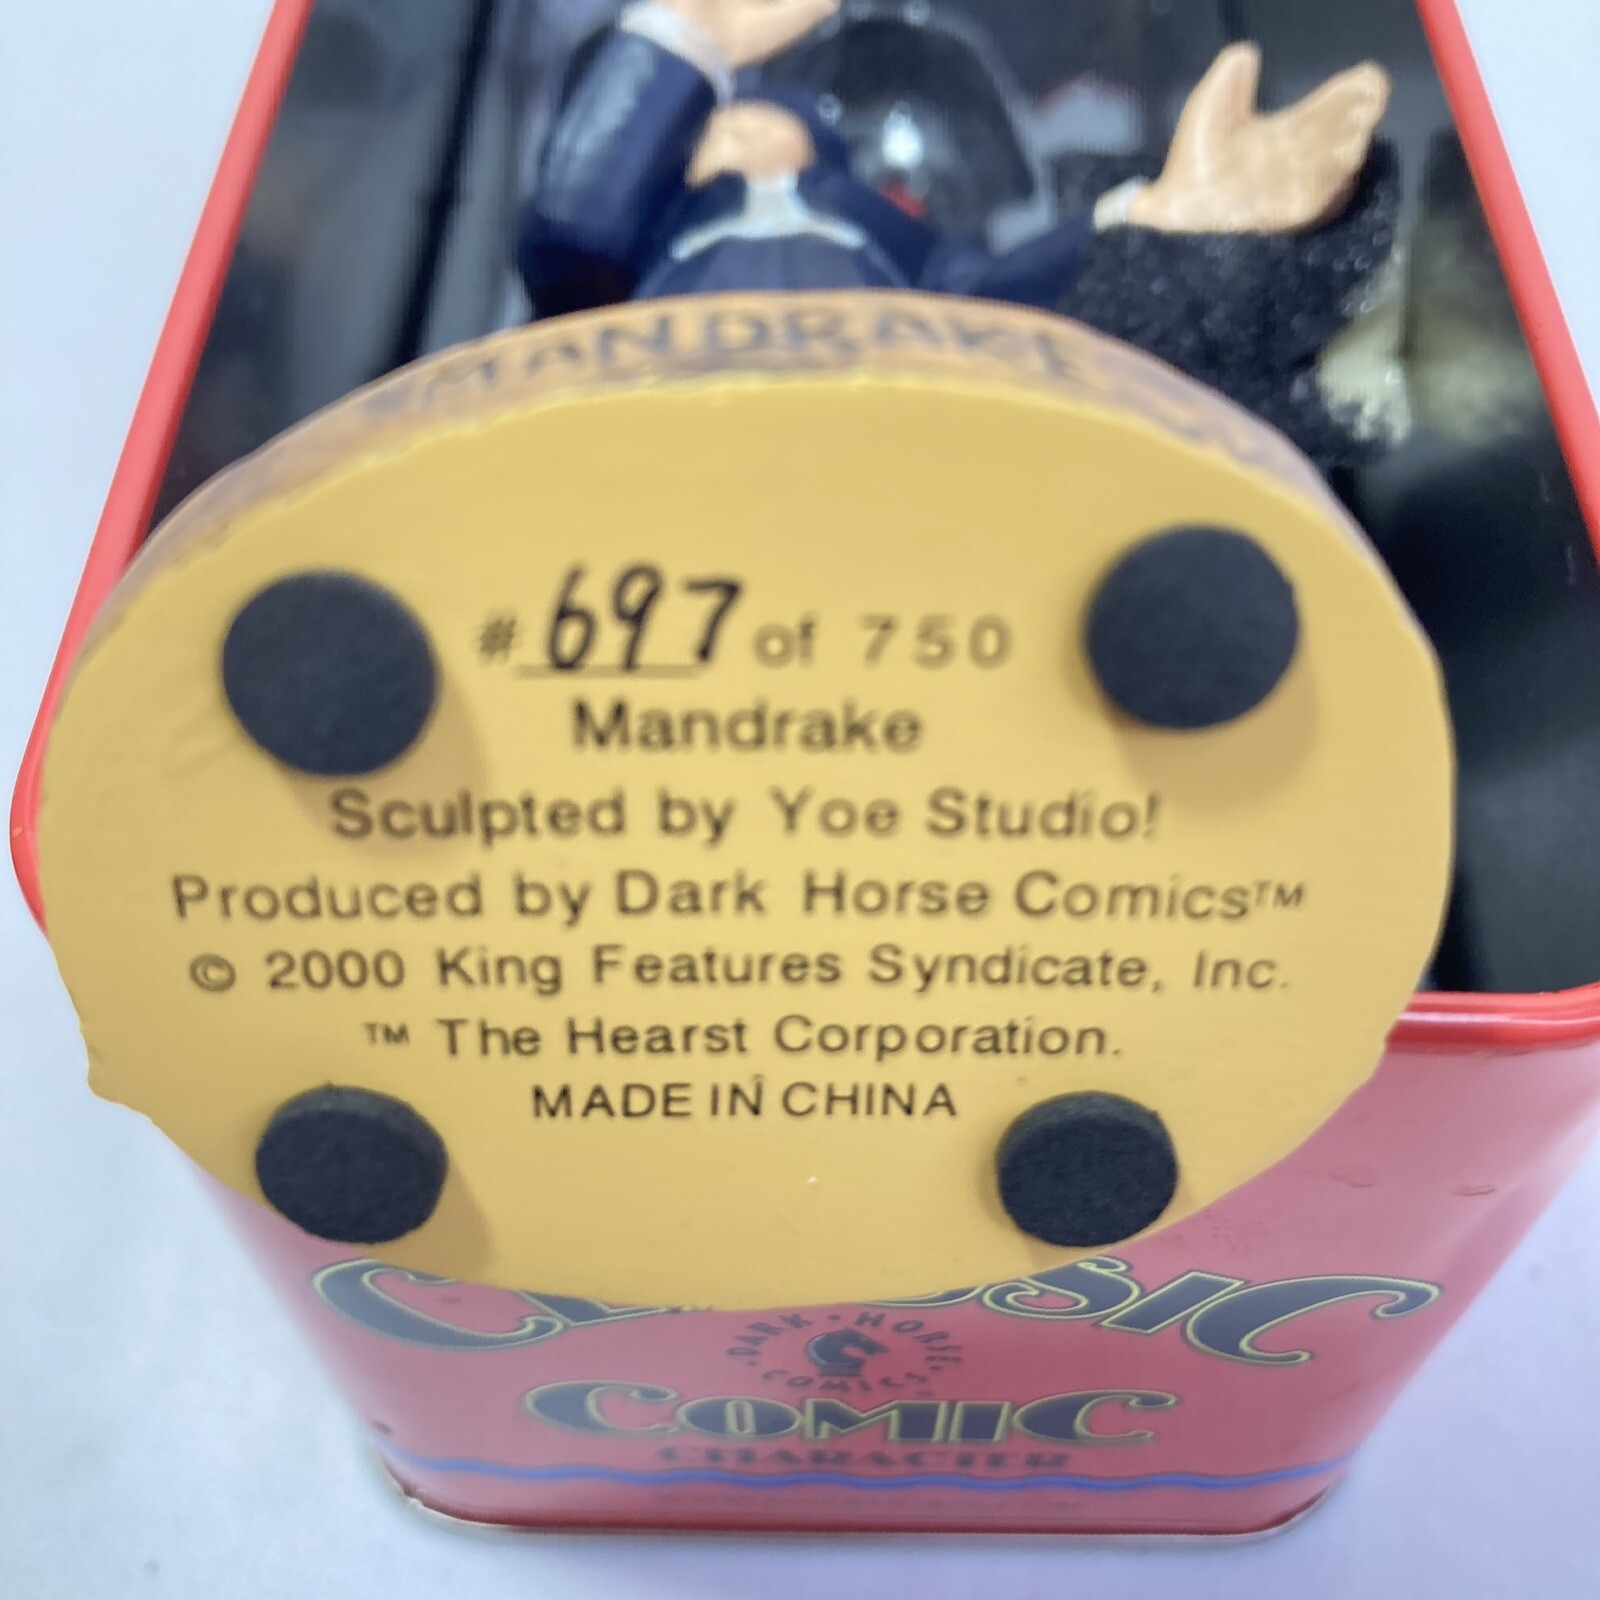 MANDRAKE
# 697 of 750
Mandrake
Sculpted by Yoe Studio!
Produced by Dark Horse Comics™
© 2000 King Features Syndicate, Inc.
™ The Hearst Corporation.
MADE IN CHINA
DARK • HORSE
COMICS
COMIC
CHARACTER